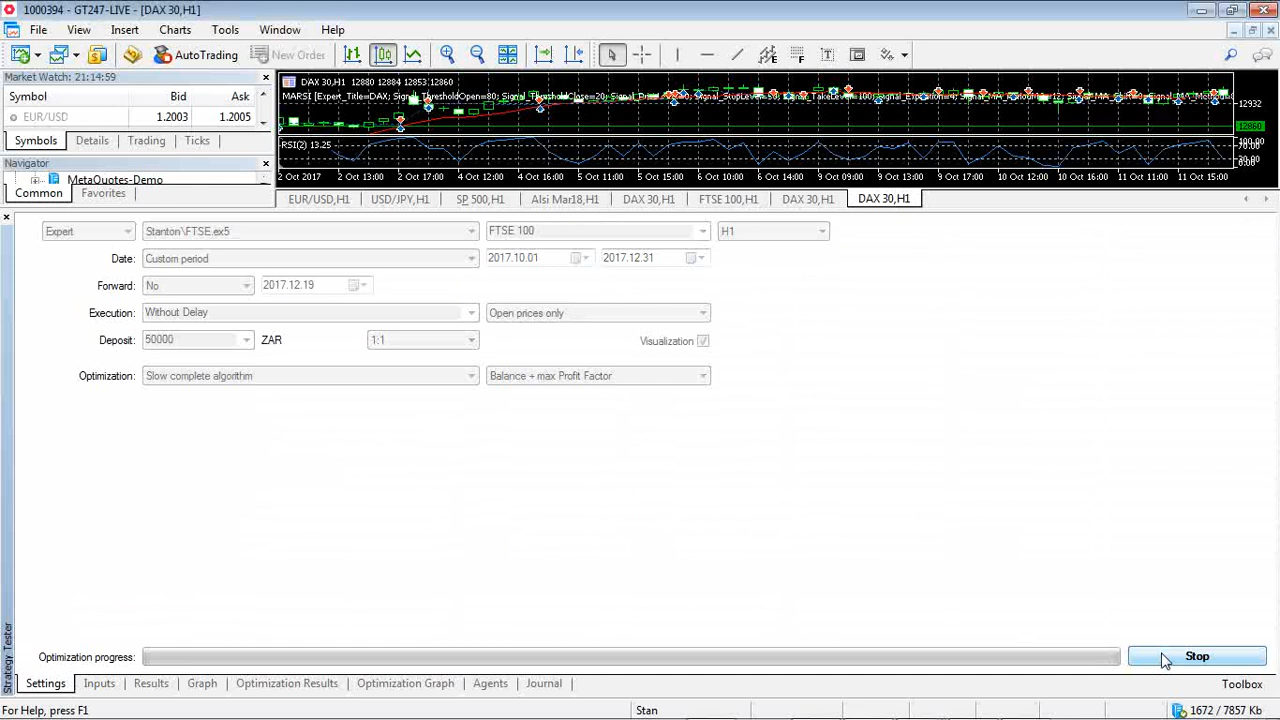 1000394 - GT247-LIVE - [DAX 30,H1]
File View Insert Charts Tools Window Help
AutoTrading New Order
Market Watch: 21:14:59
Symbol Bid Ask
EUR/USD 1.2003 1.2005
Symbols Details Trading Ticks
Navigator
MetaQuotes-Demo
Common Favorites
DAX 30,H1 12880 12884 12853 12860
12932
12860
RSI(2) 13.25
2 Oct 2017 2 Oct 13:00 2 Oct 17:00 4 Oct 12:00 4 Oct 16:00 5 Oct 11:00 5 Oct 15:00 6 Oct 10:00 6 Oct 14:00 9 Oct 09:00 9 Oct 13:00 9 Oct 17:00 10 Oct 12:00 10 Oct 16:00 11 Oct 11:00 11 Oct 15:00
EUR/USD,H1 USD/JPY,H1 SP 500,H1 Alsi Mar18,H1 DAX 30,H1 FTSE 100,H1 DAX 30,H1 DAX 30,H1
Expert Stanton\FTSE.ex5 FTSE 100 H1
Date: Custom period 2017.10.01 2017.12.31
Forward: No 2017.12.19
Execution: Without Delay Open prices only
Deposit: 50000 ZAR 1:1 Visualization
Optimization: Slow complete algorithm Balance + max Profit Factor
Optimization progress: Stop
Strategy Tester
Settings Inputs Results Graph Optimization Results Optimization Graph Agents Journal Toolbox
For Help, press F1 Stan 1672 / 7857 Kb